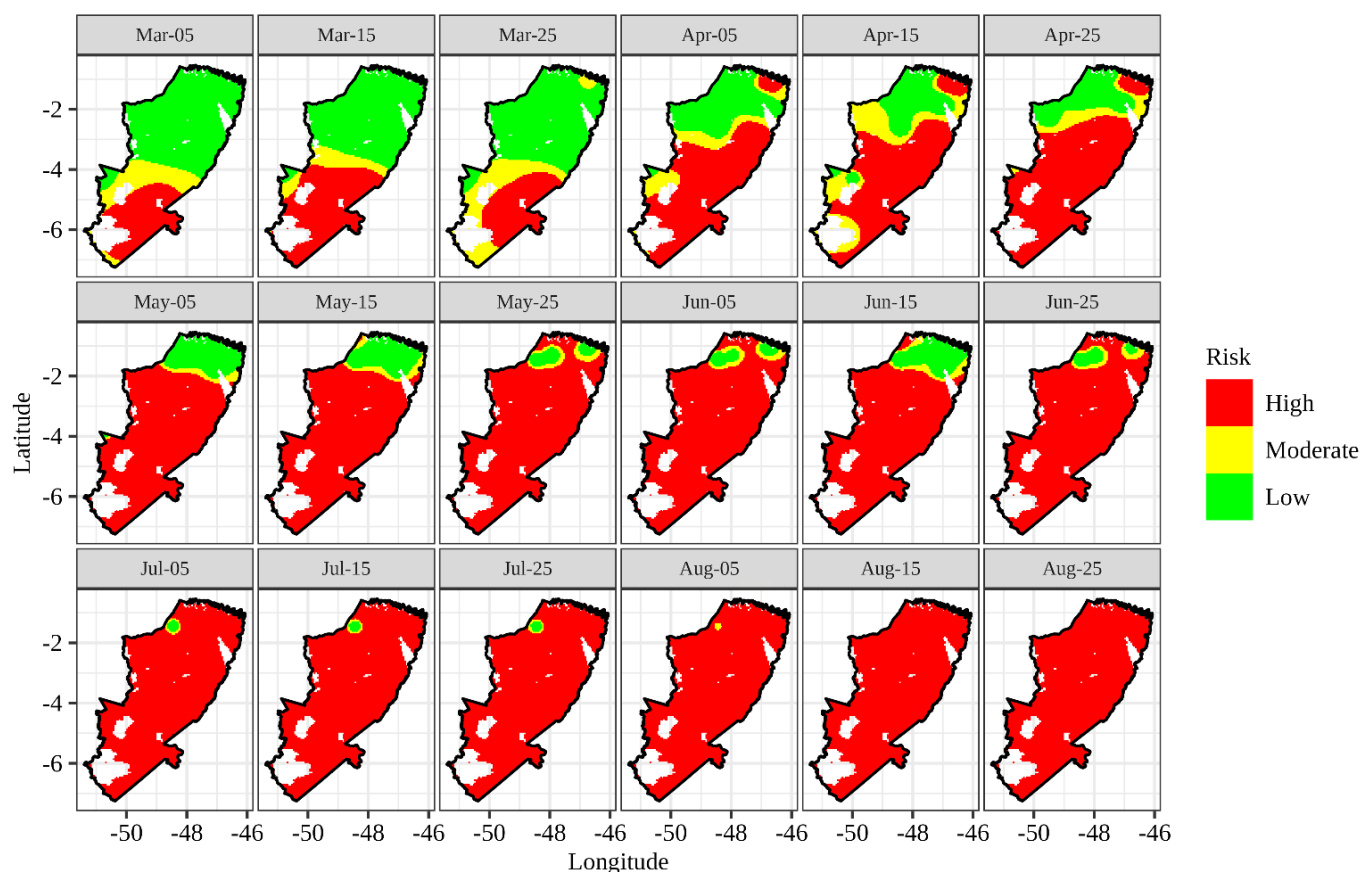 Mar-05 Mar-15 Mar-25 Apr-05 Apr-15 Apr-25
-2
-4
-6
May-05 May-15 May-25 Jun-05 Jun-15 Jun-25
-2
-4
-6
Jul-05 Jul-15 Jul-25 Aug-05 Aug-15 Aug-25
-2
-4
-6
-50 -48 -46 -50 -48 -46 -50 -48 -46 -50 -48 -46 -50 -48 -46 -50 -48 -46
Longitude
Latitude
Risk
High
Moderate
Low